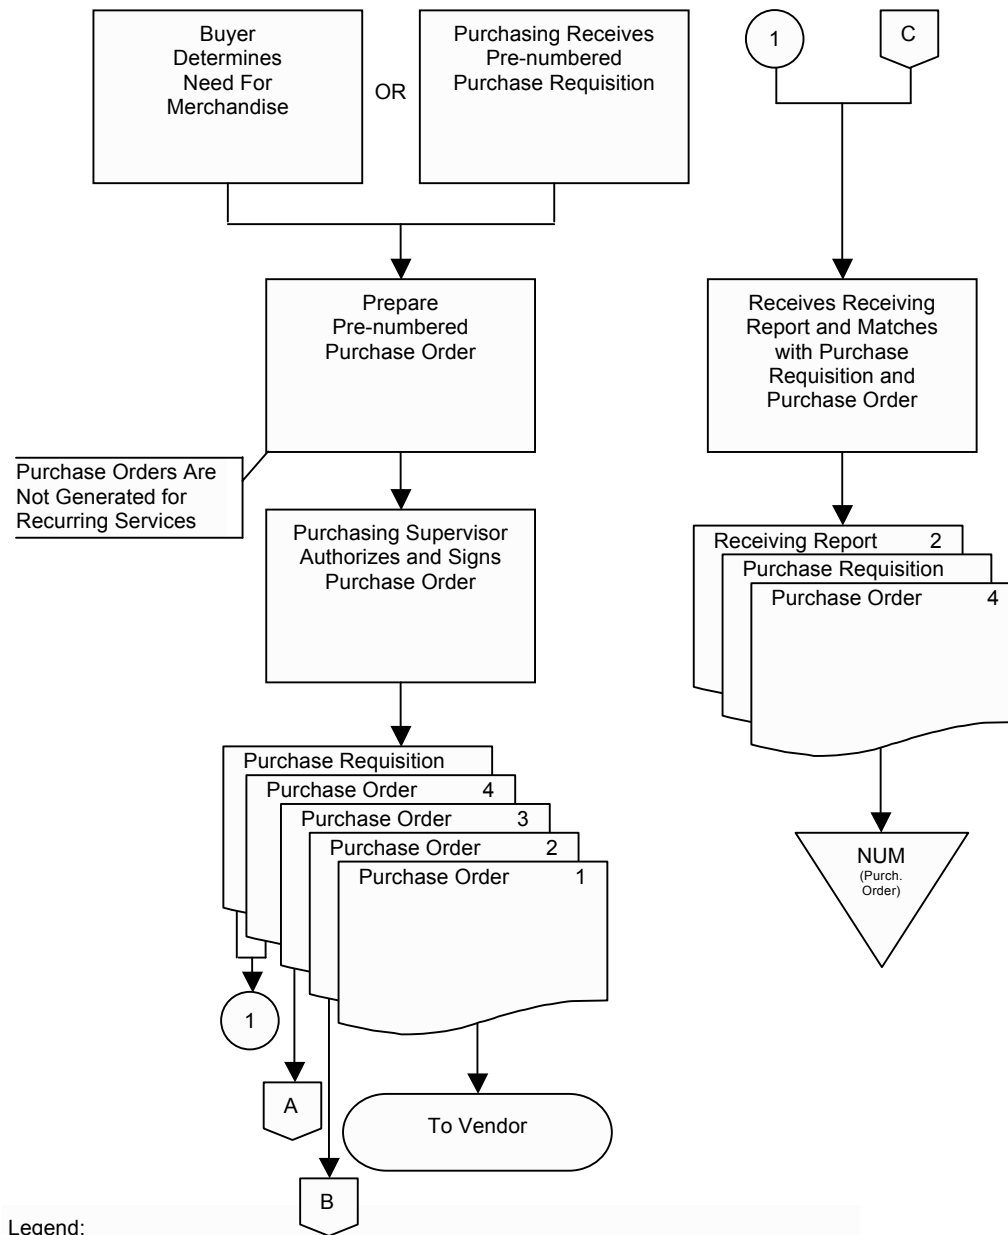 Buyer
Determines
Need For
Merchandise
OR
Purchasing Receives
Pre-numbered
Purchase Requisition
1
C
Prepare
Pre-numbered
Purchase Order
Receives Receiving
Report and Matches
with Purchase
Requisition and
Purchase Order
Purchase Orders Are
Not Generated for
Recurring Services
Purchasing Supervisor
Authorizes and Signs
Purchase Order
Receiving Report 2
Purchase Requisition
Purchase Order 4
Purchase Requisition
Purchase Order 4
Purchase Order 3
Purchase Order 2
Purchase Order 1
NUM
(Purch.
Order)
1
A
To Vendor
B
Legend: